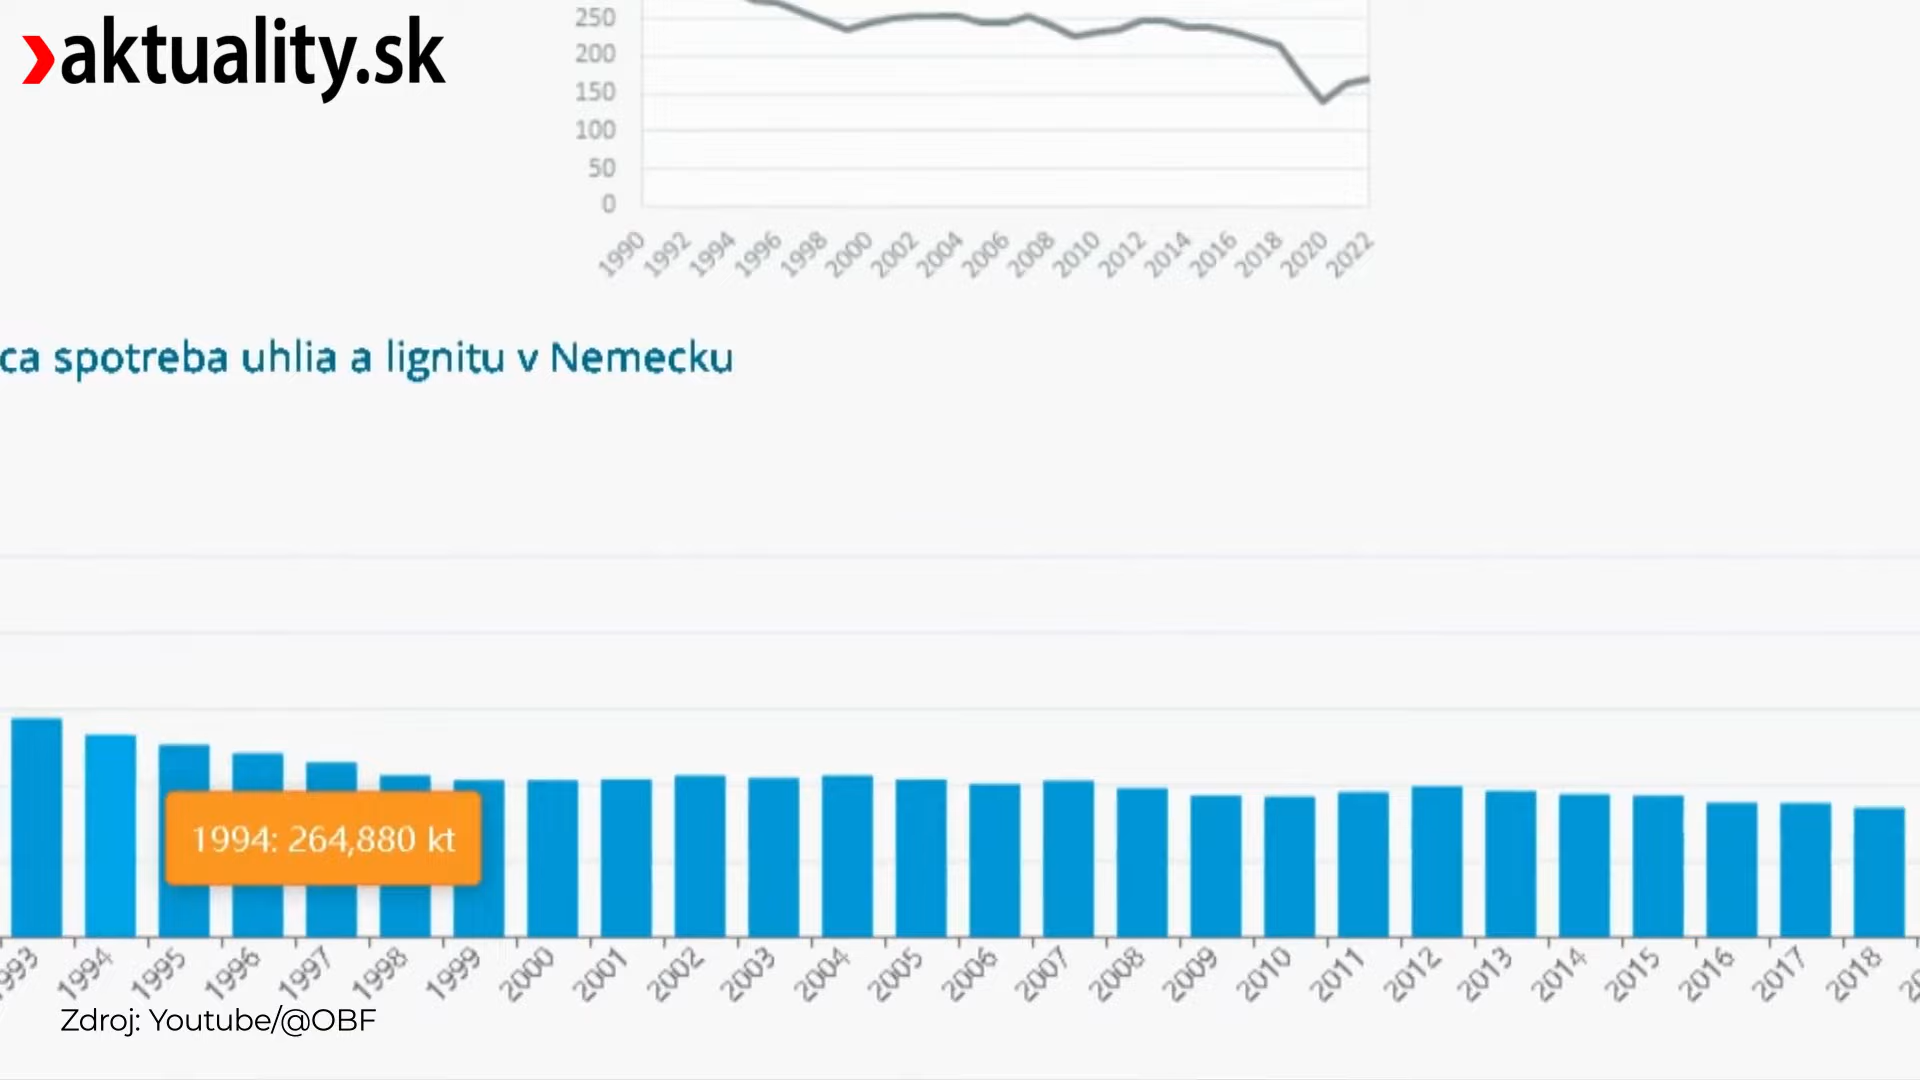 aktuality.sk
250
200
150
100
50
0
1990 1992 1994 1996 1998 2000 2002 2004 2006 2008 2010 2012 2014 2016 2018 2020 2022
ca spotreba uhlia a lignitu v Nemecku
1994: 264,880 kt
993 1994 1995 1996 1997 1998 1999 2000 2001 2002 2003 2004 2005 2006 2007 2008 2009 2010 2011 2012 2013 2014 2015 2016 2017 2018
Zdroj: Youtube/@OBF